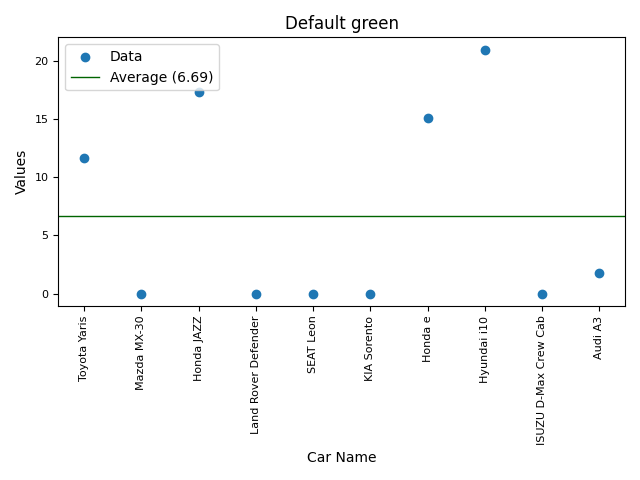 Default green
Data
Average (6.69)
Values
20
15
10
5
0
Toyota Yaris
Mazda MX-30
Honda JAZZ
Land Rover Defender
SEAT Leon
KIA Sorento
Honda e
Hyundai i10
ISUZU D-Max Crew Cab
Audi A3
Car Name